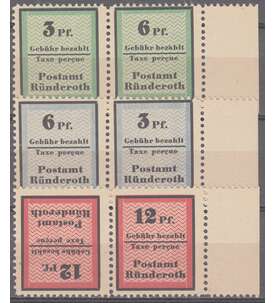 3 Pf.
Gebühr bezahlt
Taxe perçue
Postamt
Ründeroth
6 Pf.
Gebühr bezahlt
Taxe perçue
Postamt
Ründeroth
6 Pf.
Gebühr bezahlt
Taxe perçue
Postamt
Ründeroth
3 Pf.
Gebühr bezahlt
Taxe perçue
Postamt
Ründeroth
12 Pf.
Gebühr bezahlt
Taxe perçue
Postamt
Ründeroth
12 Pf.
Gebühr bezahlt
Taxe perçue
Postamt
Ründeroth